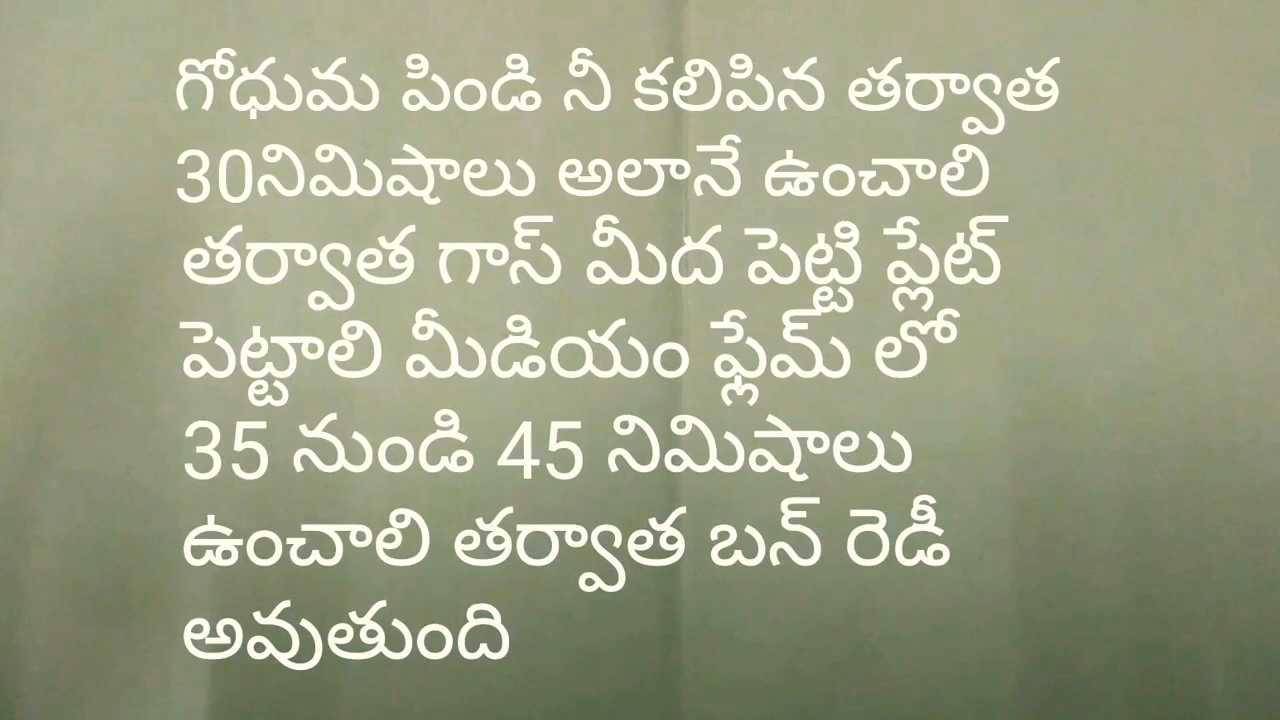 గోధుమ పిండి నీ కలిపిన తర్వాత
30నిమిషాలు అలానే ఉంచాలి
తర్వాత గాస్ మీద పెట్టి ప్లేట్
పెట్టాలి మీడియం ఫ్లేమ్ లో
35 నుండి 45 నిమిషాలు
ఉంచాలి తర్వాత బన్ రెడీ
అవుతుంది